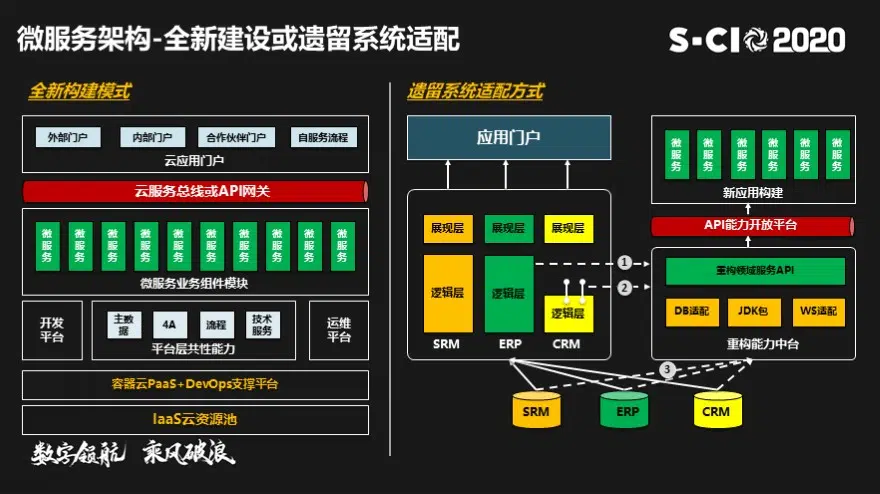 微服务架构-全新建设或遗留系统适配
S-CIO 2020
全新构建模式
外部门户
内部门户
合作伙伴门户
自服务流程
云应用门户
云服务总线或API网关
微服务
微服务
微服务
微服务
微服务
微服务
微服务
微服务
微服务
微服务
微服务业务组件模块
开发
平台
主数
据
4A
流程
技术
服务
平台层共性能力
运维
平台
容器云PaaS+DevOps支撑平台
IaaS云资源池
数字领航 乘风破浪
遗留系统适配方式
应用门户
展现层
展现层
展现层
逻辑层
逻辑层
逻辑层
SRM
ERP
CRM
1
2
3
SRM
ERP
CRM
微服务
微服务
微服务
微服务
微服务
微服务
新应用构建
API能力开放平台
重构领域服务API
DB适配
JDK包
WS适配
重构能力中台